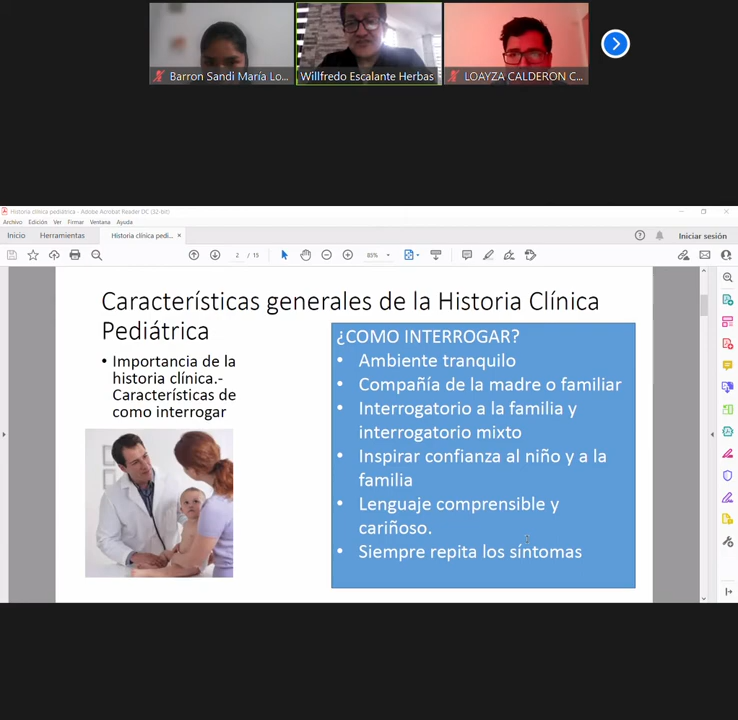 Barron Sandi María Lo...
Willfredo Escalante Herbas
LOAYZA CALDERON C...
Historia clínica pediátrica - Adobe Acrobat Reader DC (32-bit)
Archivo Edición Ver Firmar Ventana Ayuda
Inicio Herramientas Historia clínica pedi... × Iniciar sesión
2 / 15 85%
Características generales de la Historia Clínica
Pediátrica
• Importancia de la
historia clínica.-
Características de
como interrogar
¿COMO INTERROGAR?
• Ambiente tranquilo
• Compañía de la madre o familiar
• Interrogatorio a la familia y
interrogatorio mixto
• Inspirar confianza al niño y a la
familia
• Lenguaje comprensible y
cariñoso.
• Siempre repita los síntomas